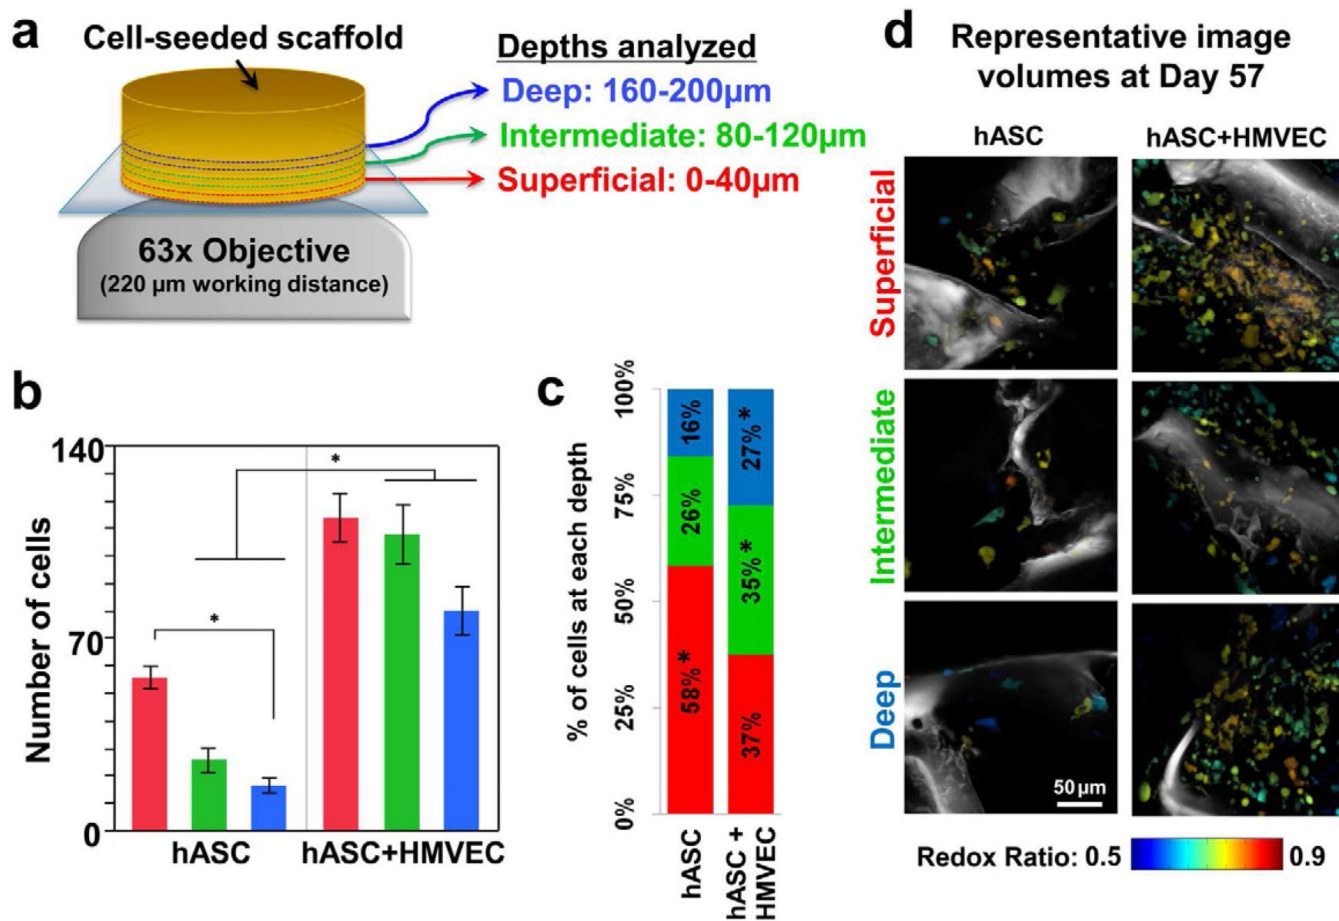 a
Cell-seeded scaffold
Depths analyzed
Deep: 160-200µm
Intermediate: 80-120µm
Superficial: 0-40µm
63x Objective
(220 µm working distance)
b
Number of cells
140
70
0
*
*
hASC
hASC+HMVEC
c
% of cells at each depth
100%
75%
50%
25%
0%
16%
26%
58%*
27%*
35%*
37%
hASC
hASC +
HMVEC
d
Representative image
volumes at Day 57
hASC
hASC+HMVEC
Superficial
Intermediate
Deep
50 µm
Redox Ratio: 0.5
0.9